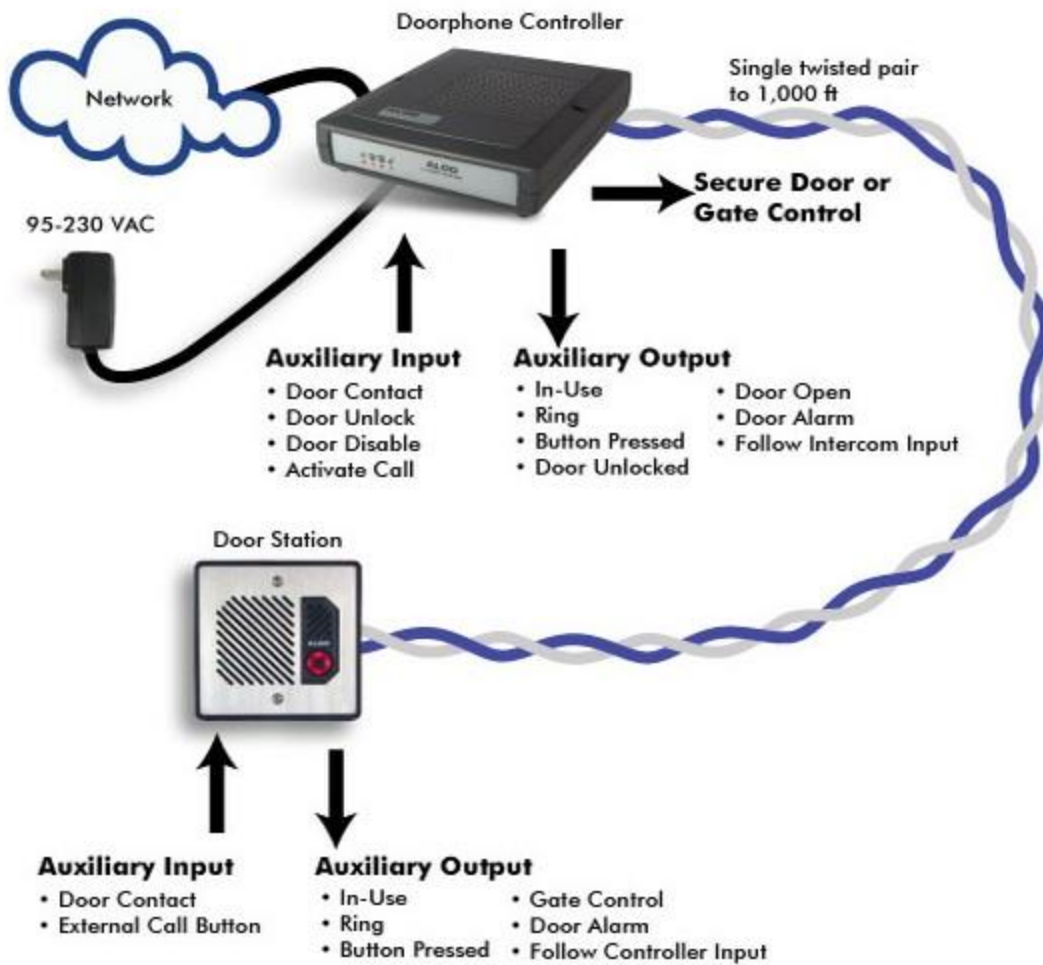 Doorphone Controller
Network
Single twisted pair
to 1,000 ft
Secure Door or
Gate Control
95-230 VAC
Auxiliary Input
• Door Contact
• Door Unlock
• Door Disable
• Activate Call
Auxiliary Output
• In-Use
• Ring
• Button Pressed
• Door Unlocked
• Door Open
• Door Alarm
• Follow Intercom Input
Door Station
Auxiliary Input
• Door Contact
• External Call Button
Auxiliary Output
• In-Use
• Ring
• Button Pressed
• Gate Control
• Door Alarm
• Follow Controller Input